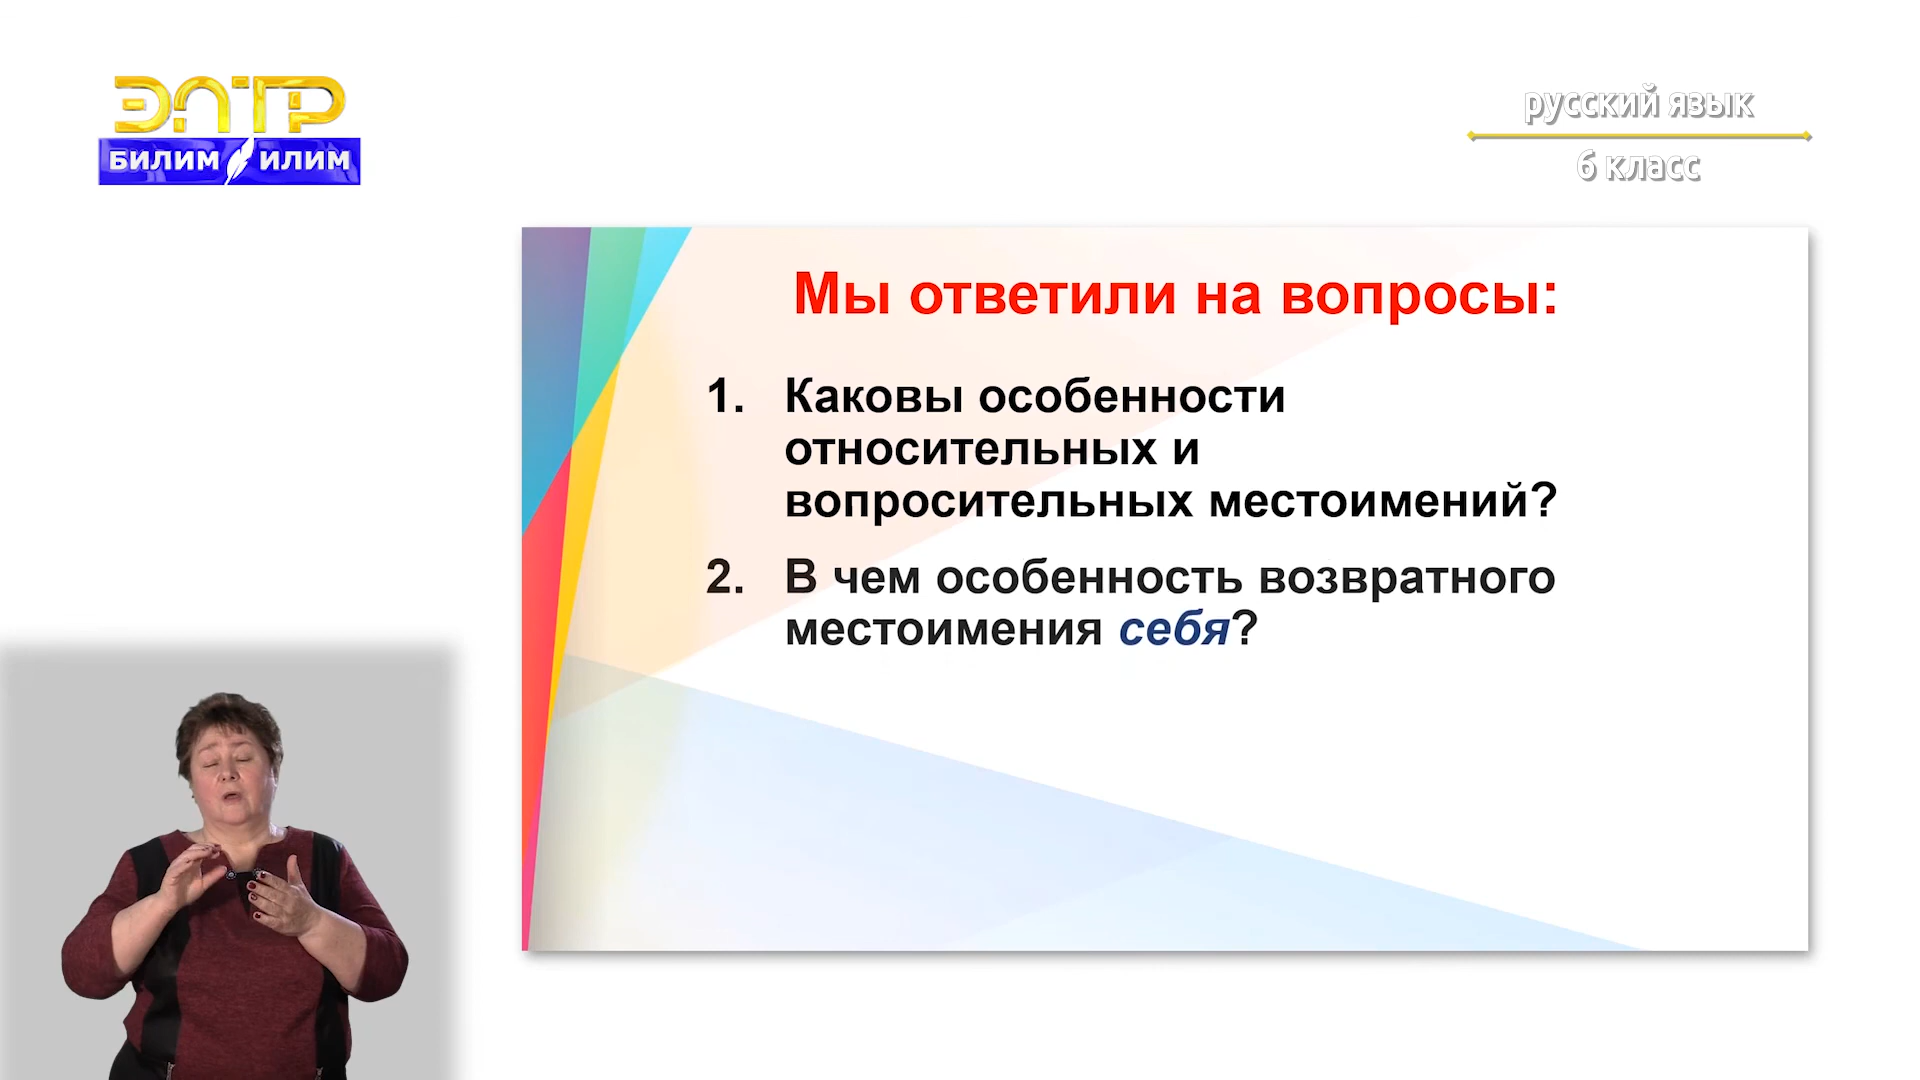 ЭЛТР
БИЛИМ ИЛИМ
русский язык
6 класс
Мы ответили на вопросы:
1. Каковы особенности
относительных и
вопросительных местоимений?
2. В чем особенность возвратного
местоимения себя?